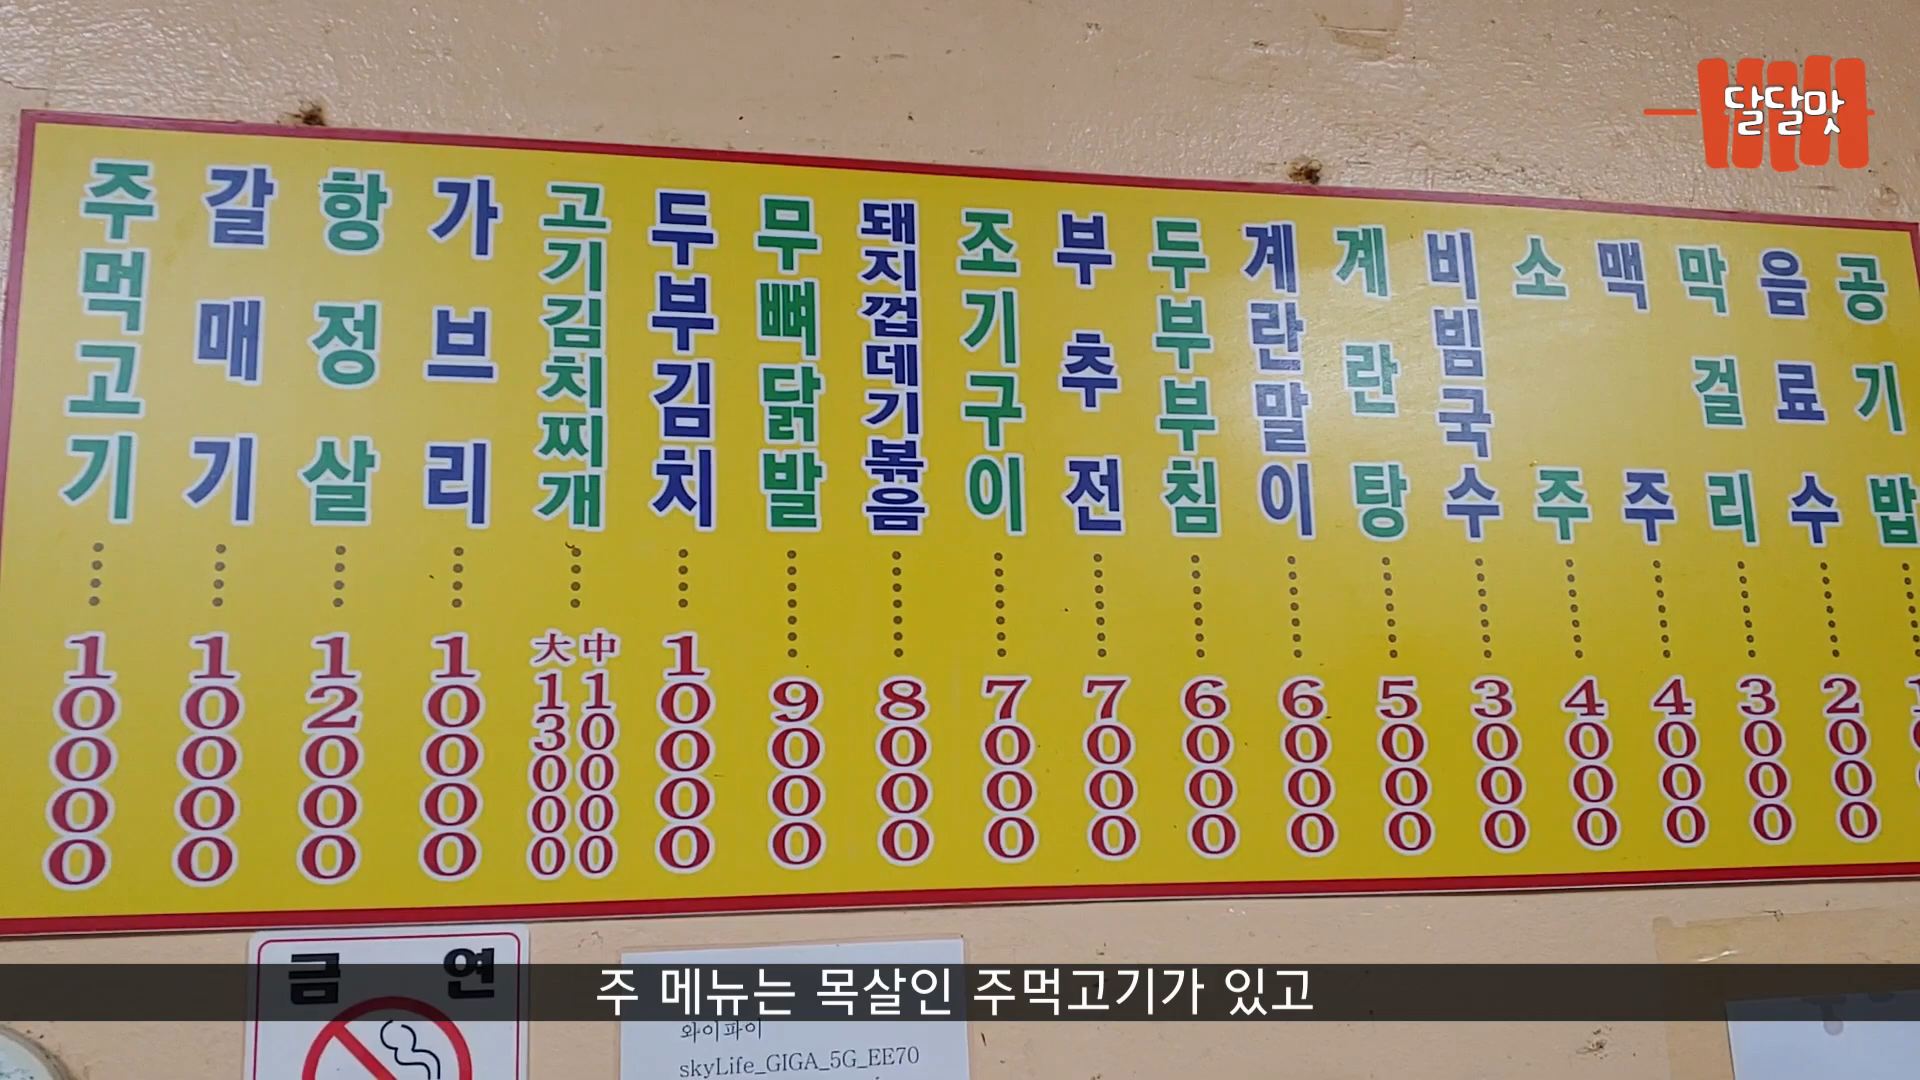 달달맛
주먹고기 10000
갈매기 10000
항정살 12000
가브리 10000
고기김치찌개 大 13000 中 10000
두부김치 10000
무뼈닭발 9000
돼지껍데기볶음 8000
조기구이 7000
부추전 7000
두부부침 6000
계란말이 6000
계란탕 5000
비빔국수 3000
소주 4000
맥주 4000
막걸리 3000
음료수 2000
공기밥
금연
주 메뉴는 목살인 주먹고기가 있고
와이파이
skyLife_GIGA_5G_EE70